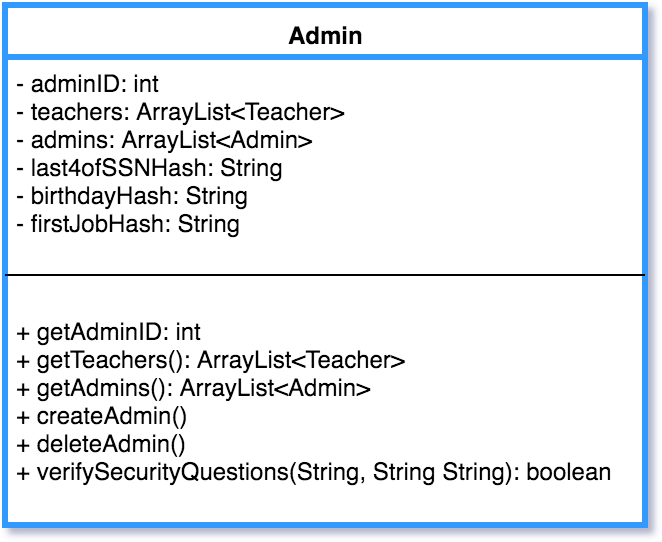 Admin
- adminID: int
- teachers: ArrayList<Teacher>
- admins: ArrayList<Admin>
- last4ofSSNHash: String
- birthdayHash: String
- firstJobHash: String
+ getAdminID: int
+ getTeachers(): ArrayList<Teacher>
+ getAdmins(): ArrayList<Admin>
+ createAdmin()
+ deleteAdmin()
+ verifySecurityQuestions(String, String String): boolean